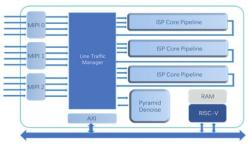 MIPI 0
MIPI 1
MIPI 2
Line Traffic
Manager
ISP Core Pipeline
ISP Core Pipeline
ISP Core Pipeline
Pyramid
Denoise
RAM
RISC-V
AXI